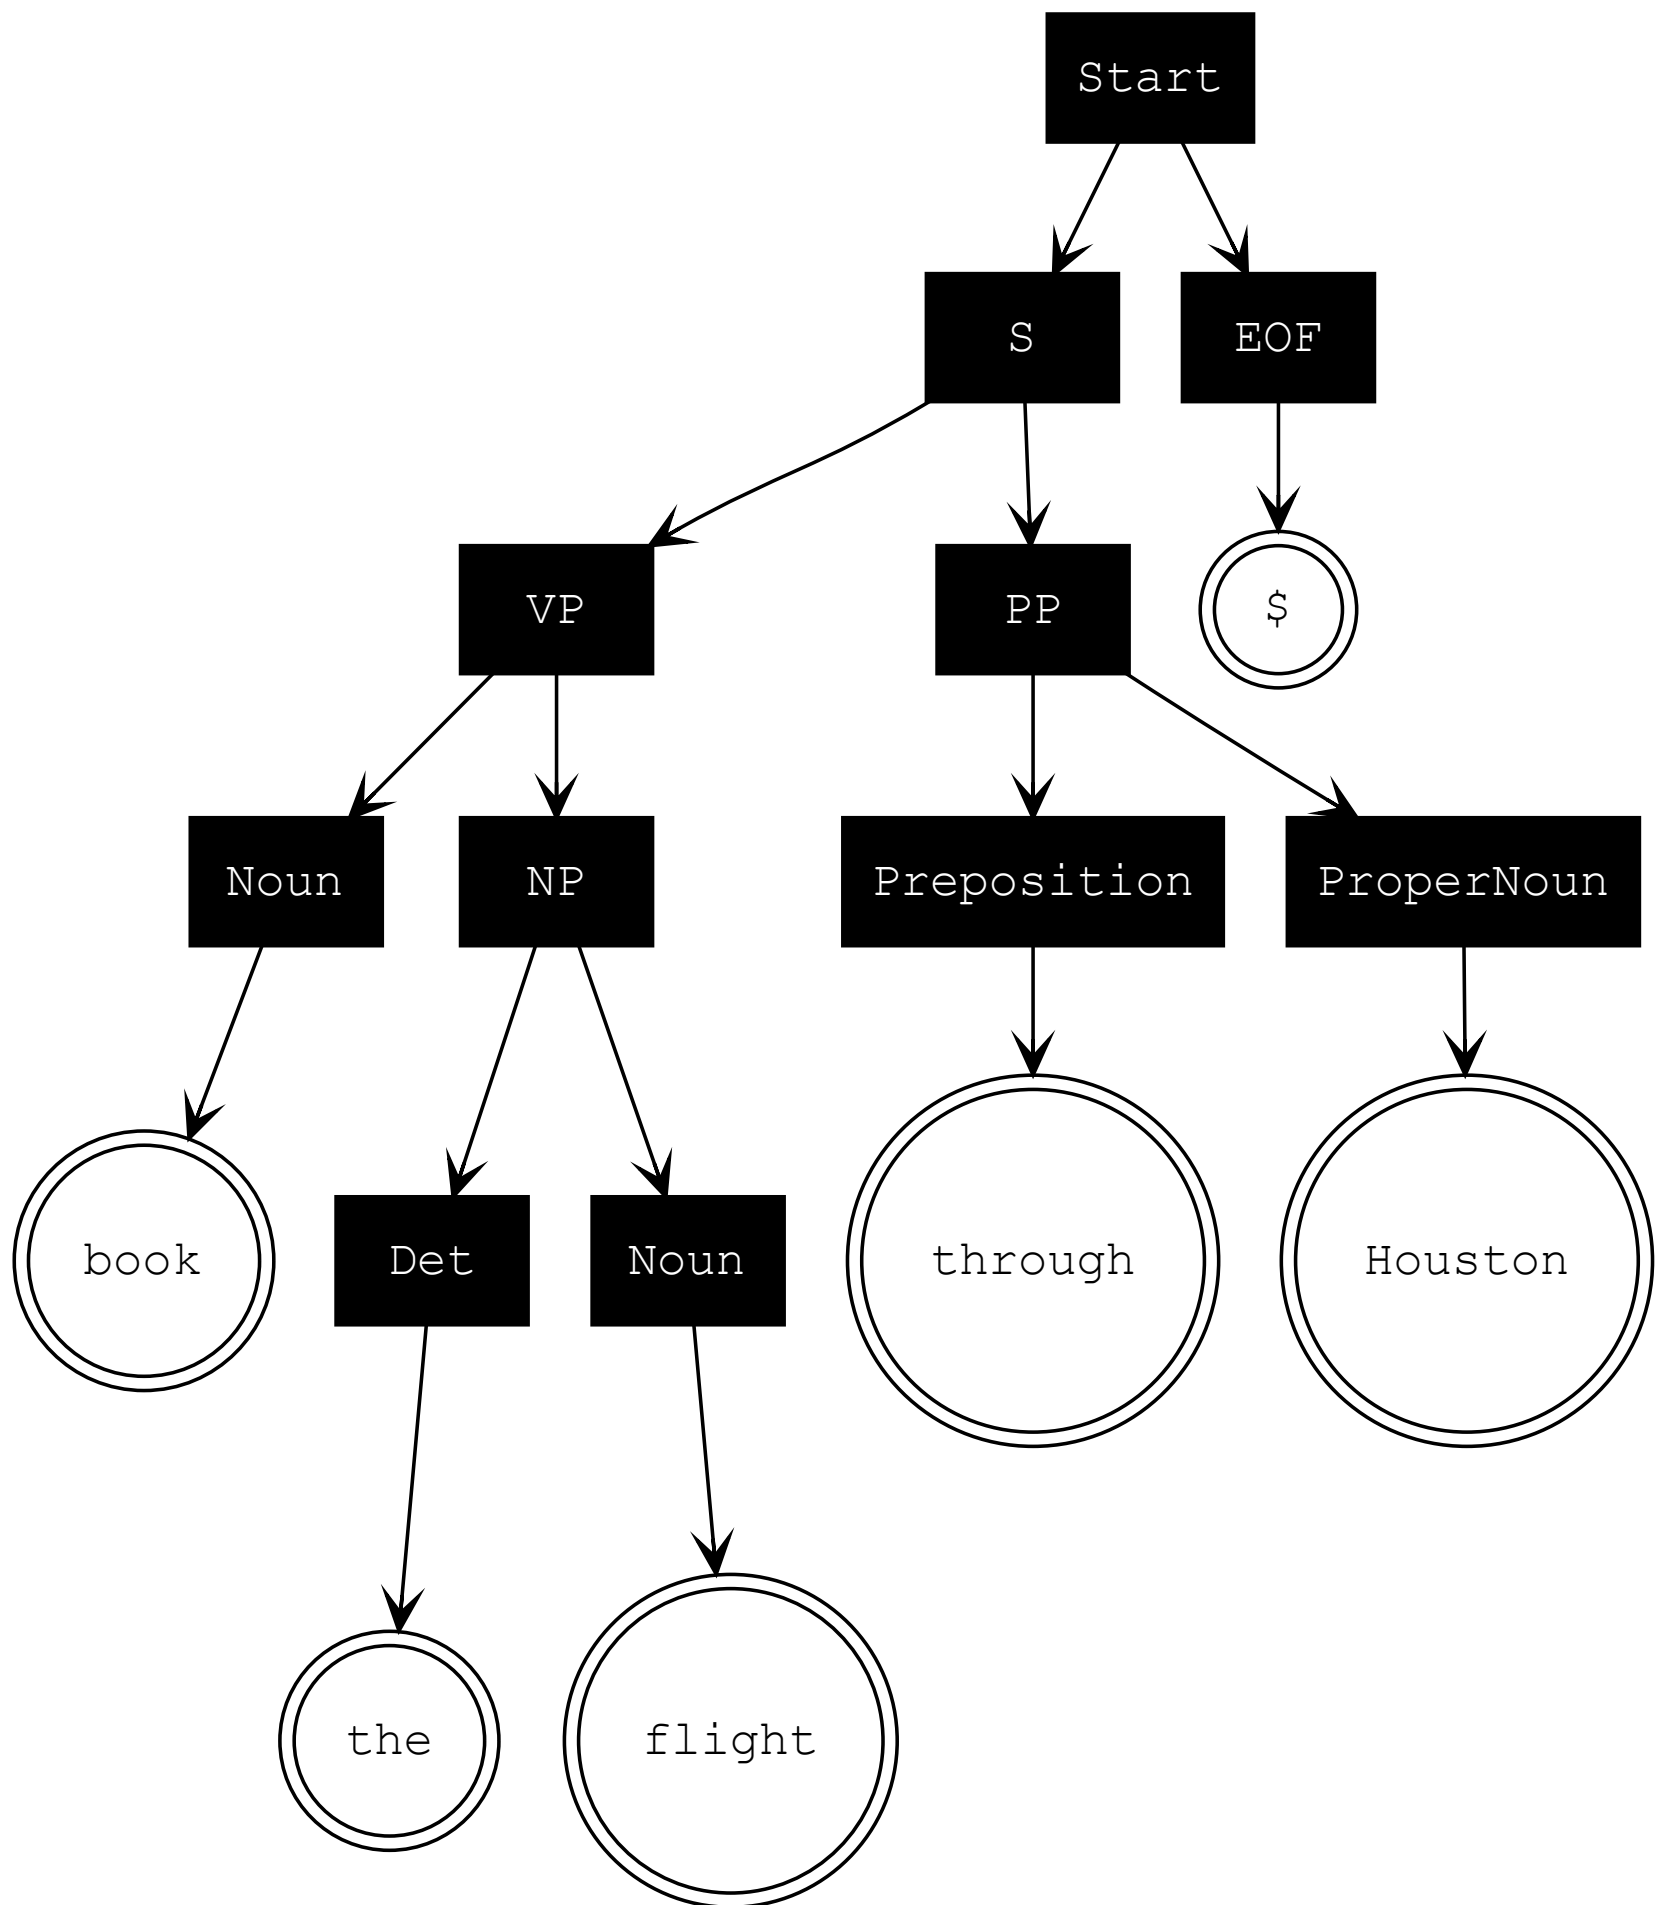 Start
S
EOF
VP
PP
$
Noun
NP
Preposition
ProperNoun
book
Det
Noun
through
Houston
the
flight